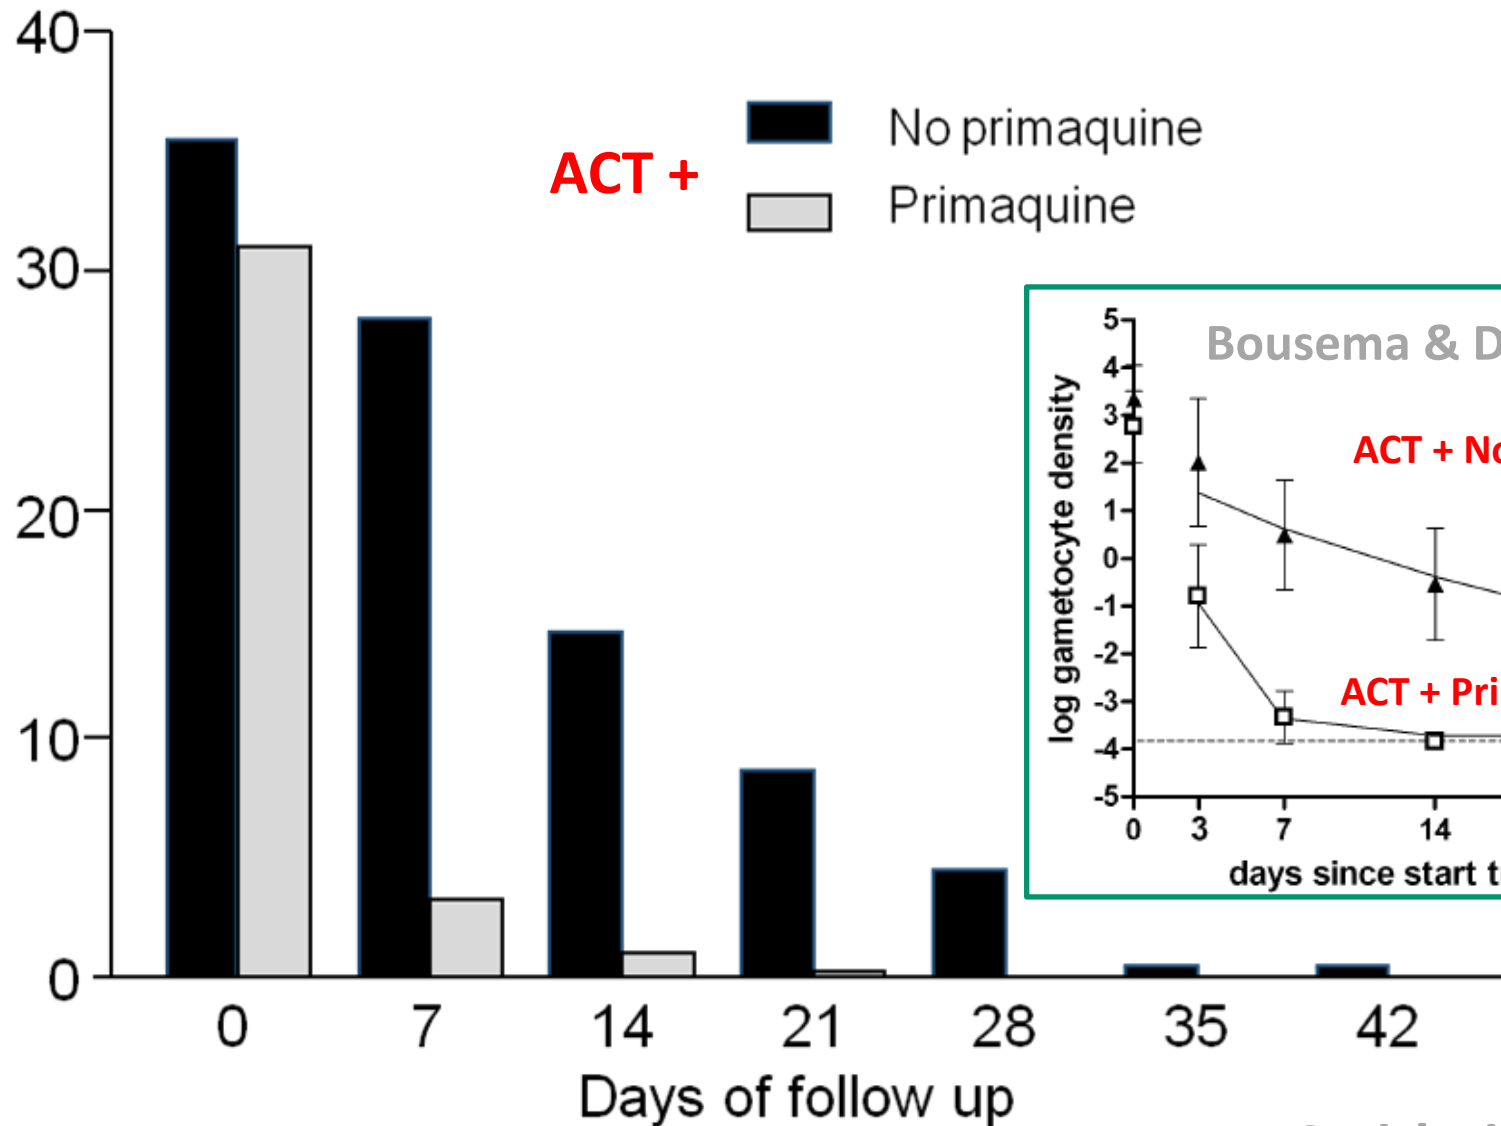 40
30
20
10
0
ACT +
No primaquine
Primaquine
0 7 14 21 28 35 42
Days of follow up
Bousema & D
log gametocyte density
5
4
3
2
1
0
-1
-2
-3
-4
-5
ACT + No
ACT + Pri
0 3 7 14
days since start t